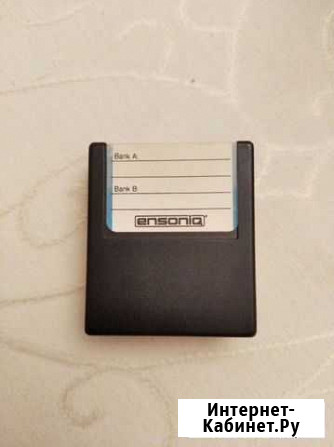 Bank A:
Bank B:
ensoniq
Интернет-
Кабинет.Ру